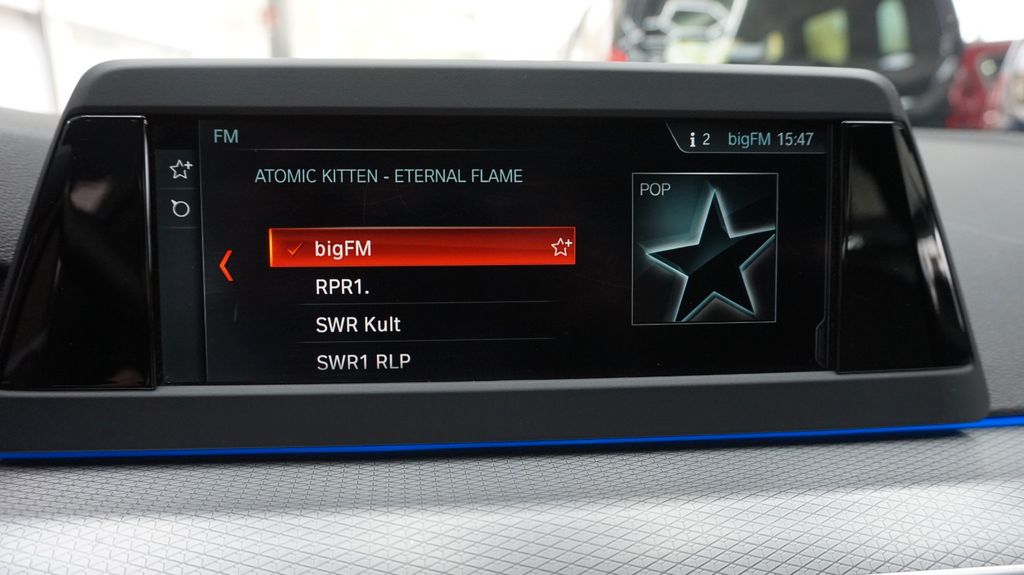 FM
i 2 bigFM 15:47
ATOMIC KITTEN - ETERNAL FLAME
POP
bigFM
RPR1.
SWR Kult
SWR1 RLP